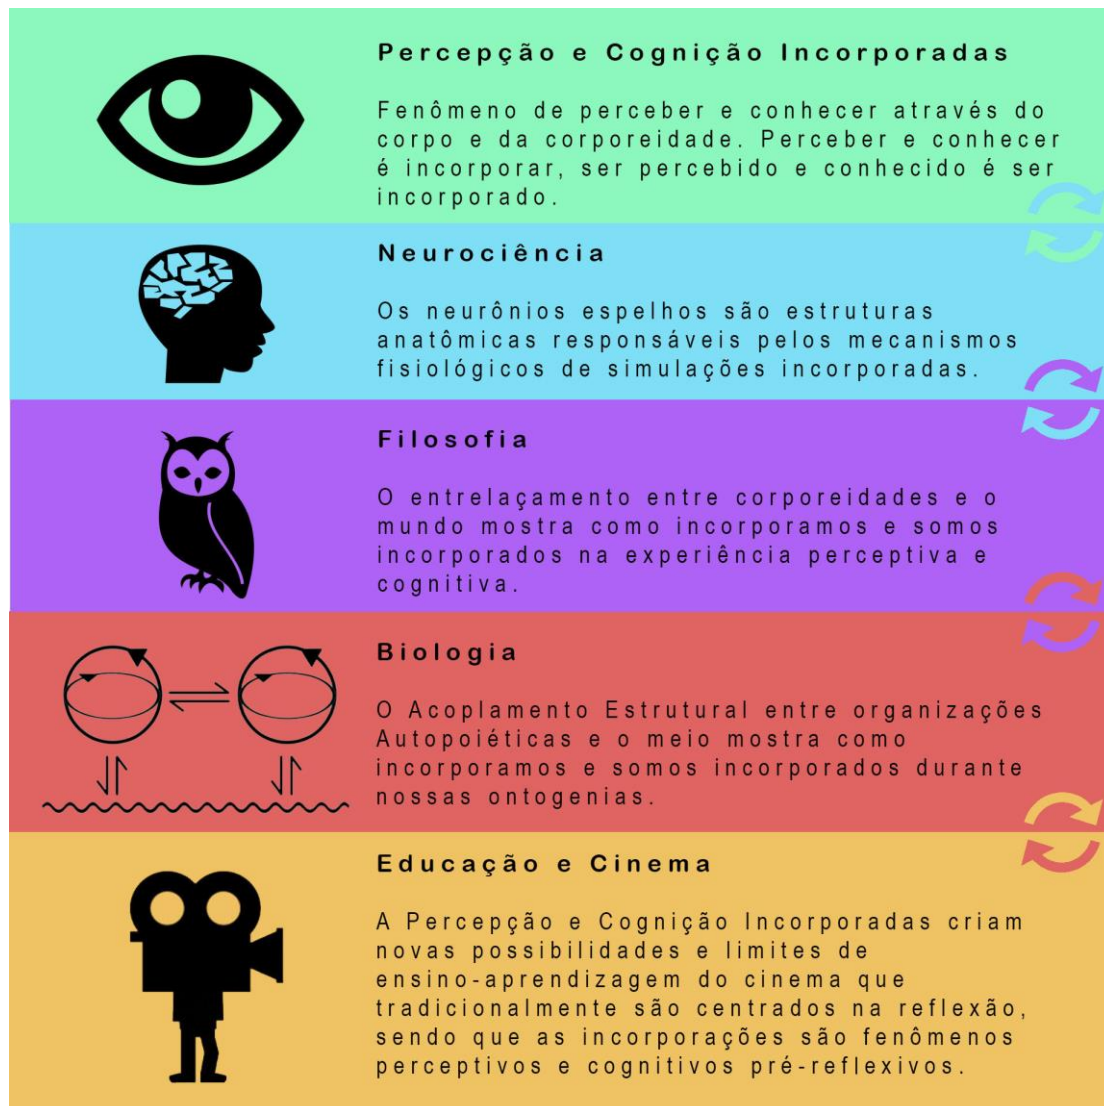 Percepção e Cognição Incorporadas
Fenômeno de perceber e conhecer através do
corpo e da corporeidade. Perceber e conhecer
é incorporar, ser percebido e conhecido é ser
incorporado.
Neurociência
Os neurônios espelhos são estruturas
anatômicas responsáveis pelos mecanismos
fisiológicos de simulações incorporadas.
Filosofia
O entrelaçamento entre corporeidades e o
mundo mostra como incorporamos e somos
incorporados na experiência perceptiva e
cognitiva.
Biologia
O Acoplamento Estrutural entre organizações
Autopoiéticas e o meio mostra como
incorporamos e somos incorporados durante
nossas ontogenias.
Educação e Cinema
A Percepção e Cognição Incorporadas criam
novas possibilidades e limites de
ensino-aprendizagem do cinema que
tradicionalmente são centrados na reflexão,
sendo que as incorporações são fenômenos
perceptivos e cognitivos pré-reflexivos.